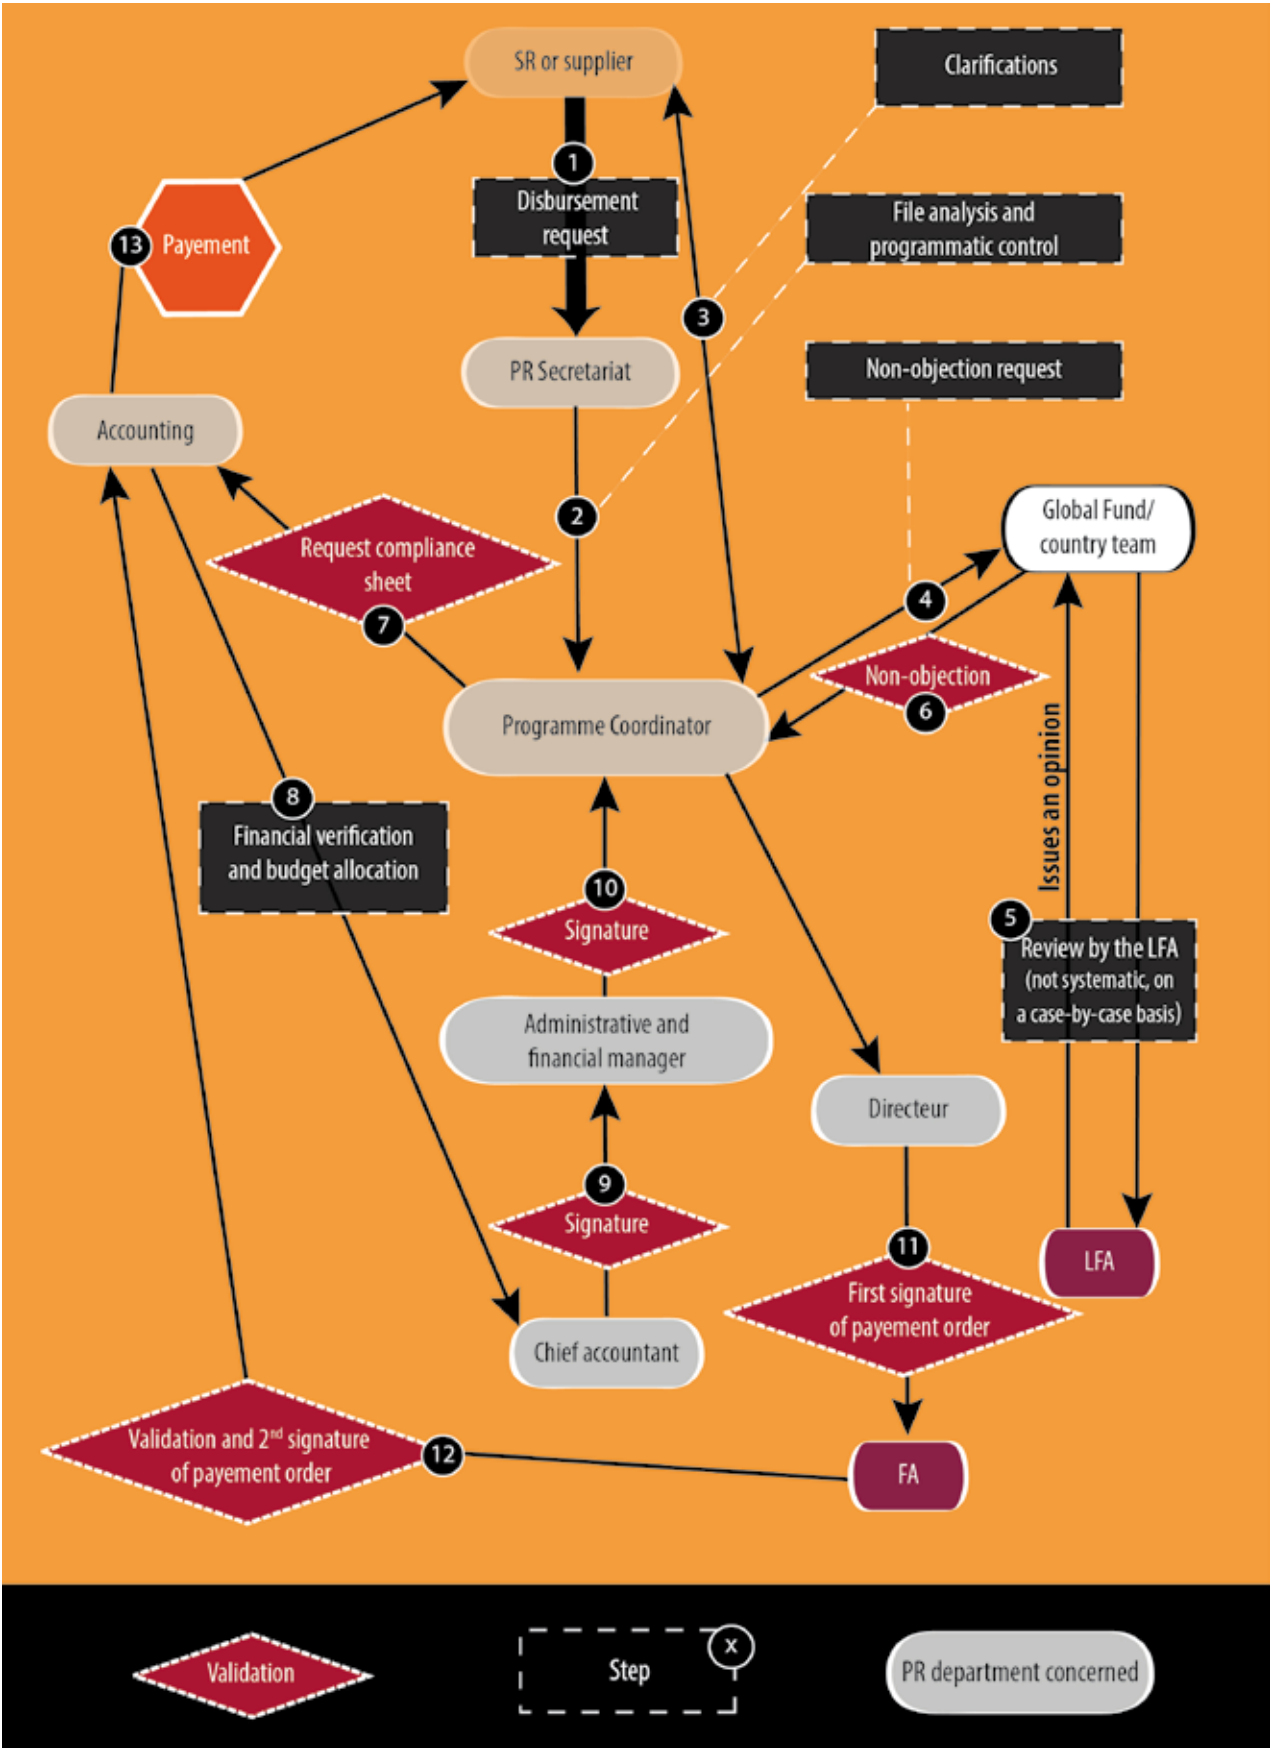 SR or supplier
Clarifications
1
Disbursement
request
File analysis and
programmatic control
13
Payement
3
PR Secretariat
Non-objection request
Accounting
2
Global Fund/
country team
Request compliance
sheet
7
4
Non-objection
6
Programme Coordinator
Issues an opinion
8
Financial verification
and budget allocation
10
Signature
5
Review by the LFA
(not systematic, on
a case-by-case basis)
Administrative and
financial manager
Directeur
9
Signature
11
First signature
of payement order
LFA
Chief accountant
Validation and 2nd signature
of payement order
12
FA
Validation
Step
X
PR department concerned